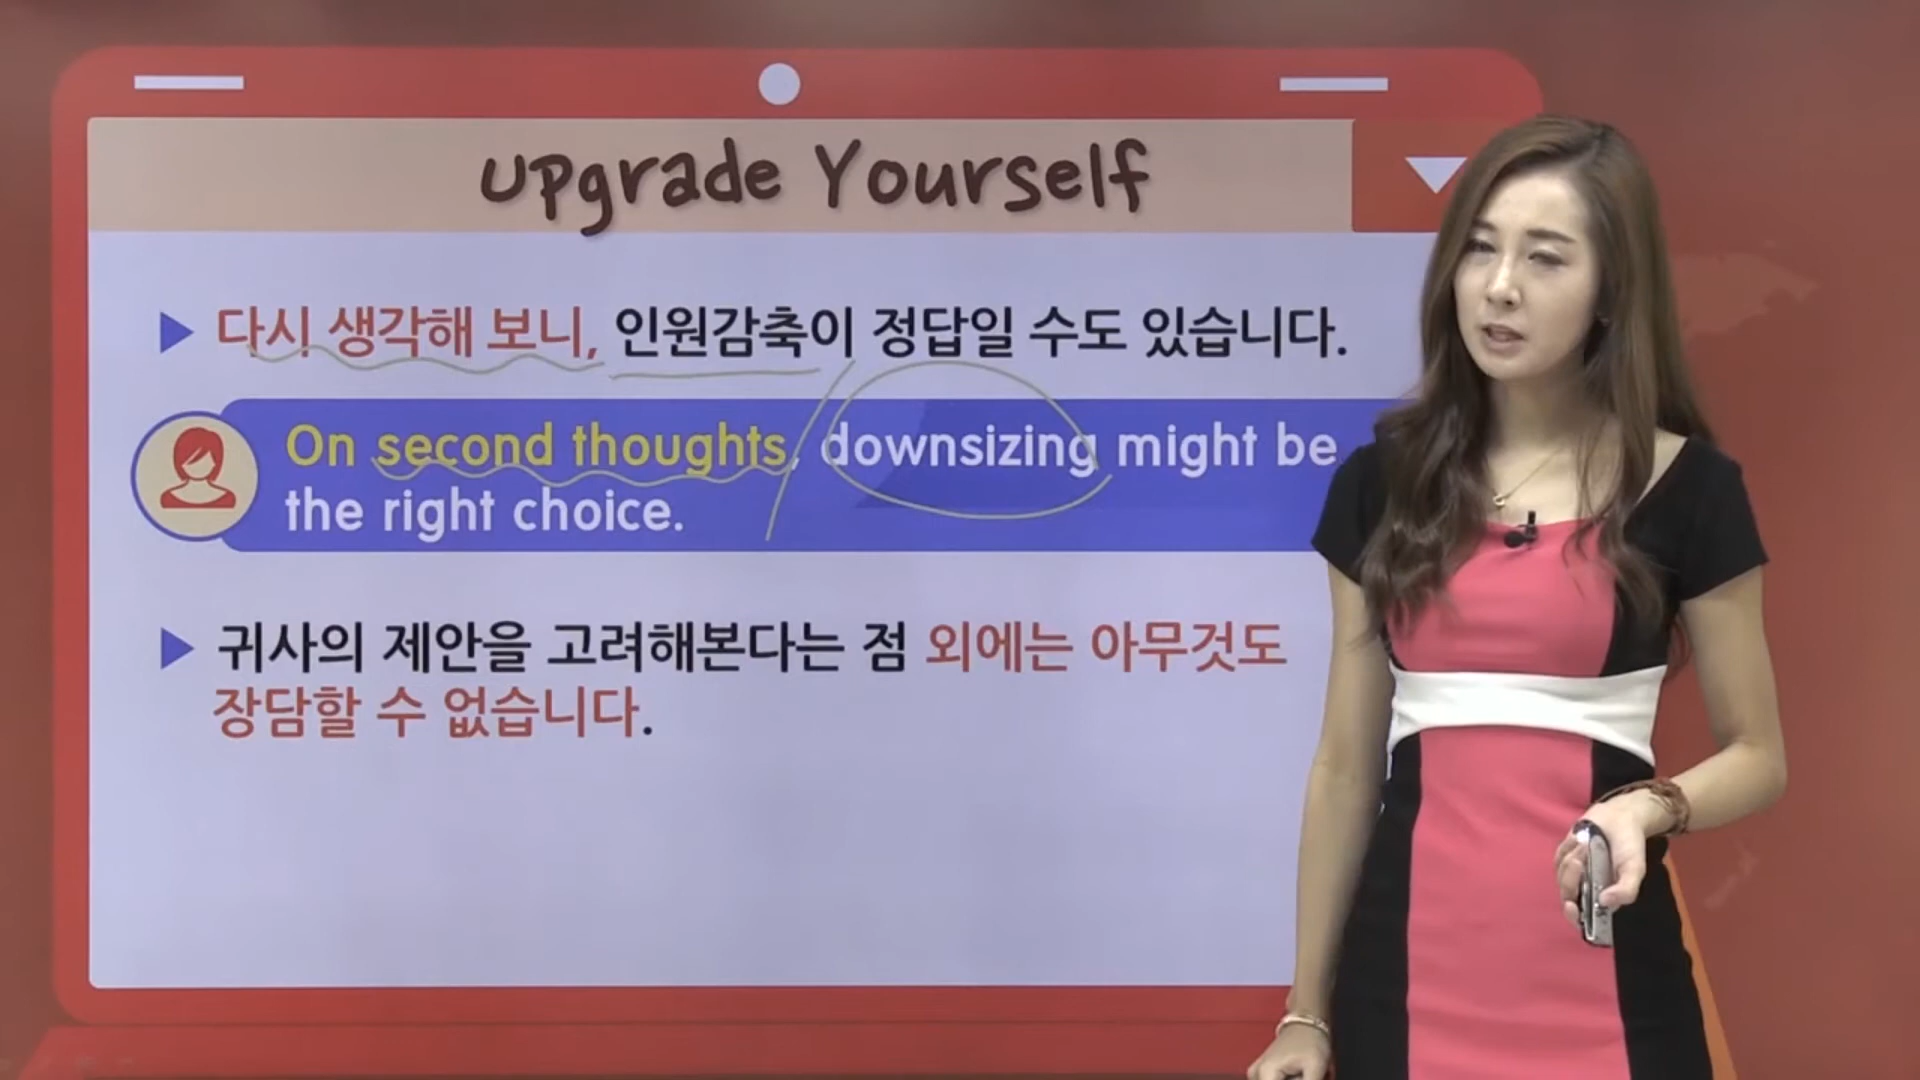 Upgrade Yourself
다시 생각해 보니, 인원감축이 정답일 수도 있습니다.
On second thoughts, downsizing might be
the right choice.
귀사의 제안을 고려해본다는 점 외에는 아무것도
장담할 수 없습니다.